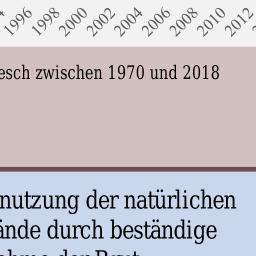 1996 1998 2000 2002 2004 2006 2008 2010 2012
esch zwischen 1970 und 2018
nutzung der natürlichen
ände durch beständige